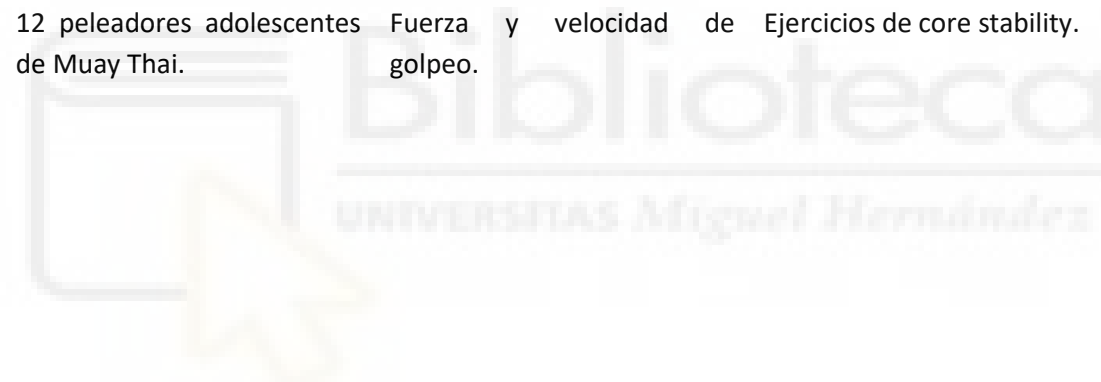 12 peleadores adolescentes Fuerza y velocidad de Ejercicios de core stability.
de Muay Thai. golpeo.
Biblioteca
UNIVERSITAS Miguel Hernández